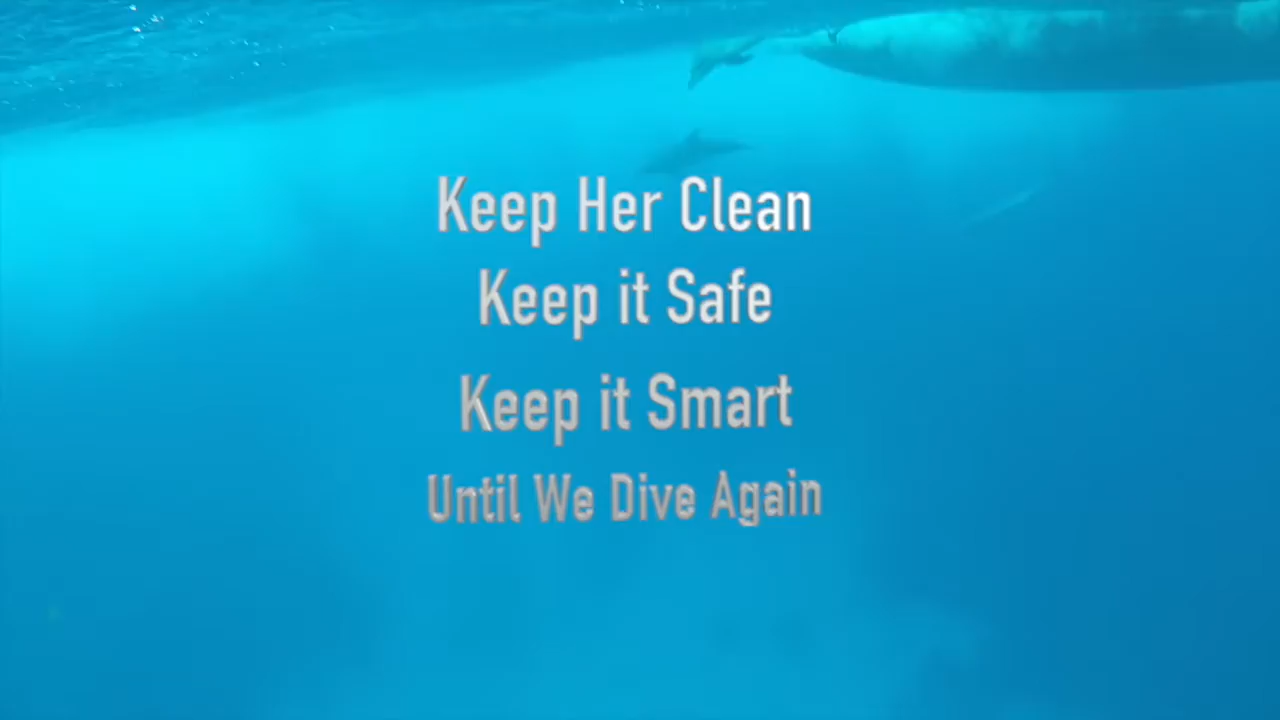 Keep Her Clean
Keep it Safe
Keep it Smart
Until We Dive Again